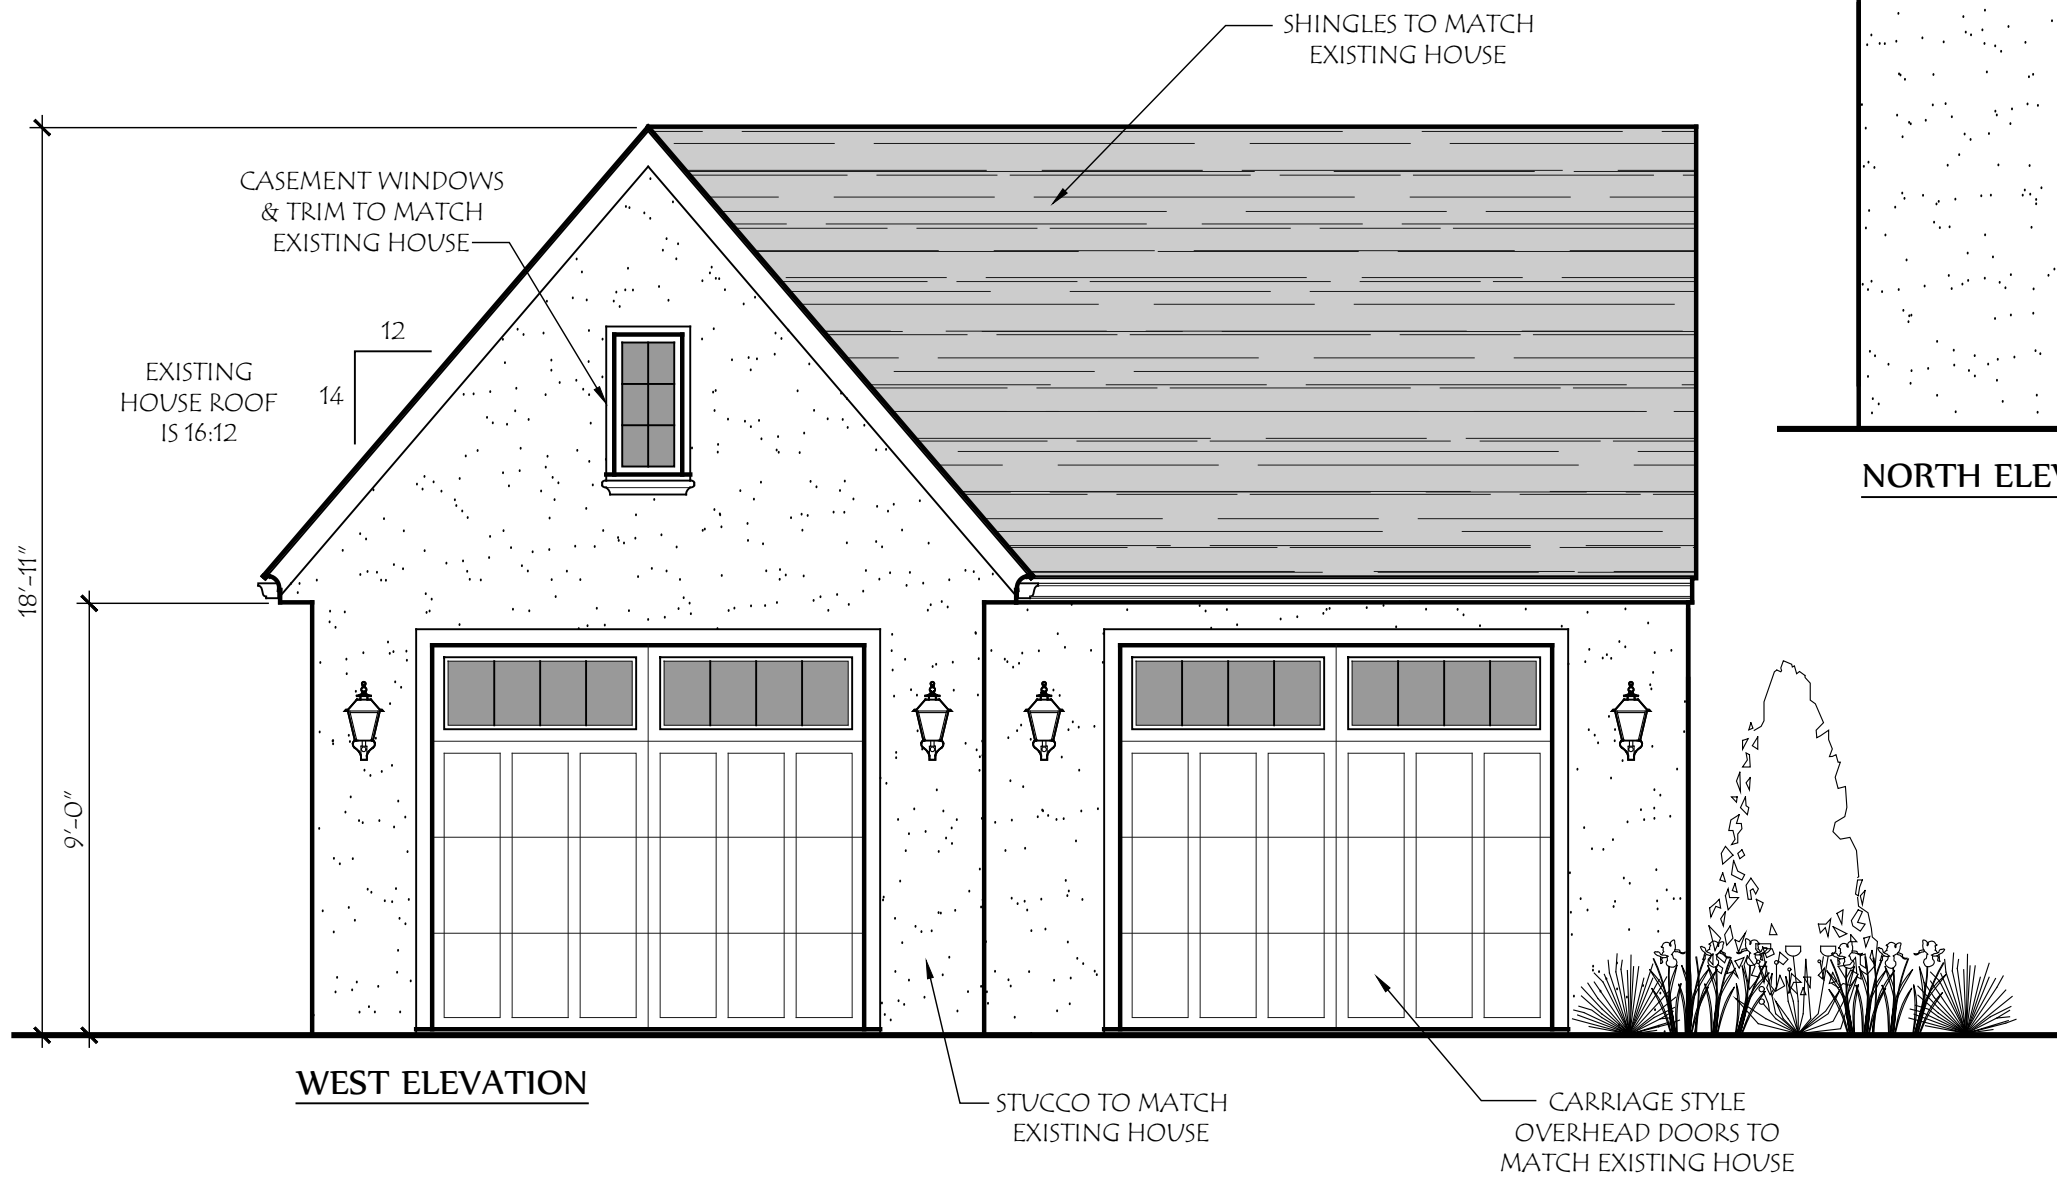 SHINGLES TO MATCH
EXISTING HOUSE
CASEMENT WINDOWS
& TRIM TO MATCH
EXISTING HOUSE
12
14
EXISTING
HOUSE ROOF
IS 16:12
NORTH ELEV
18'-11"
9'-0"
WEST ELEVATION
STUCCO TO MATCH
EXISTING HOUSE
CARRIAGE STYLE
OVERHEAD DOORS TO
MATCH EXISTING HOUSE